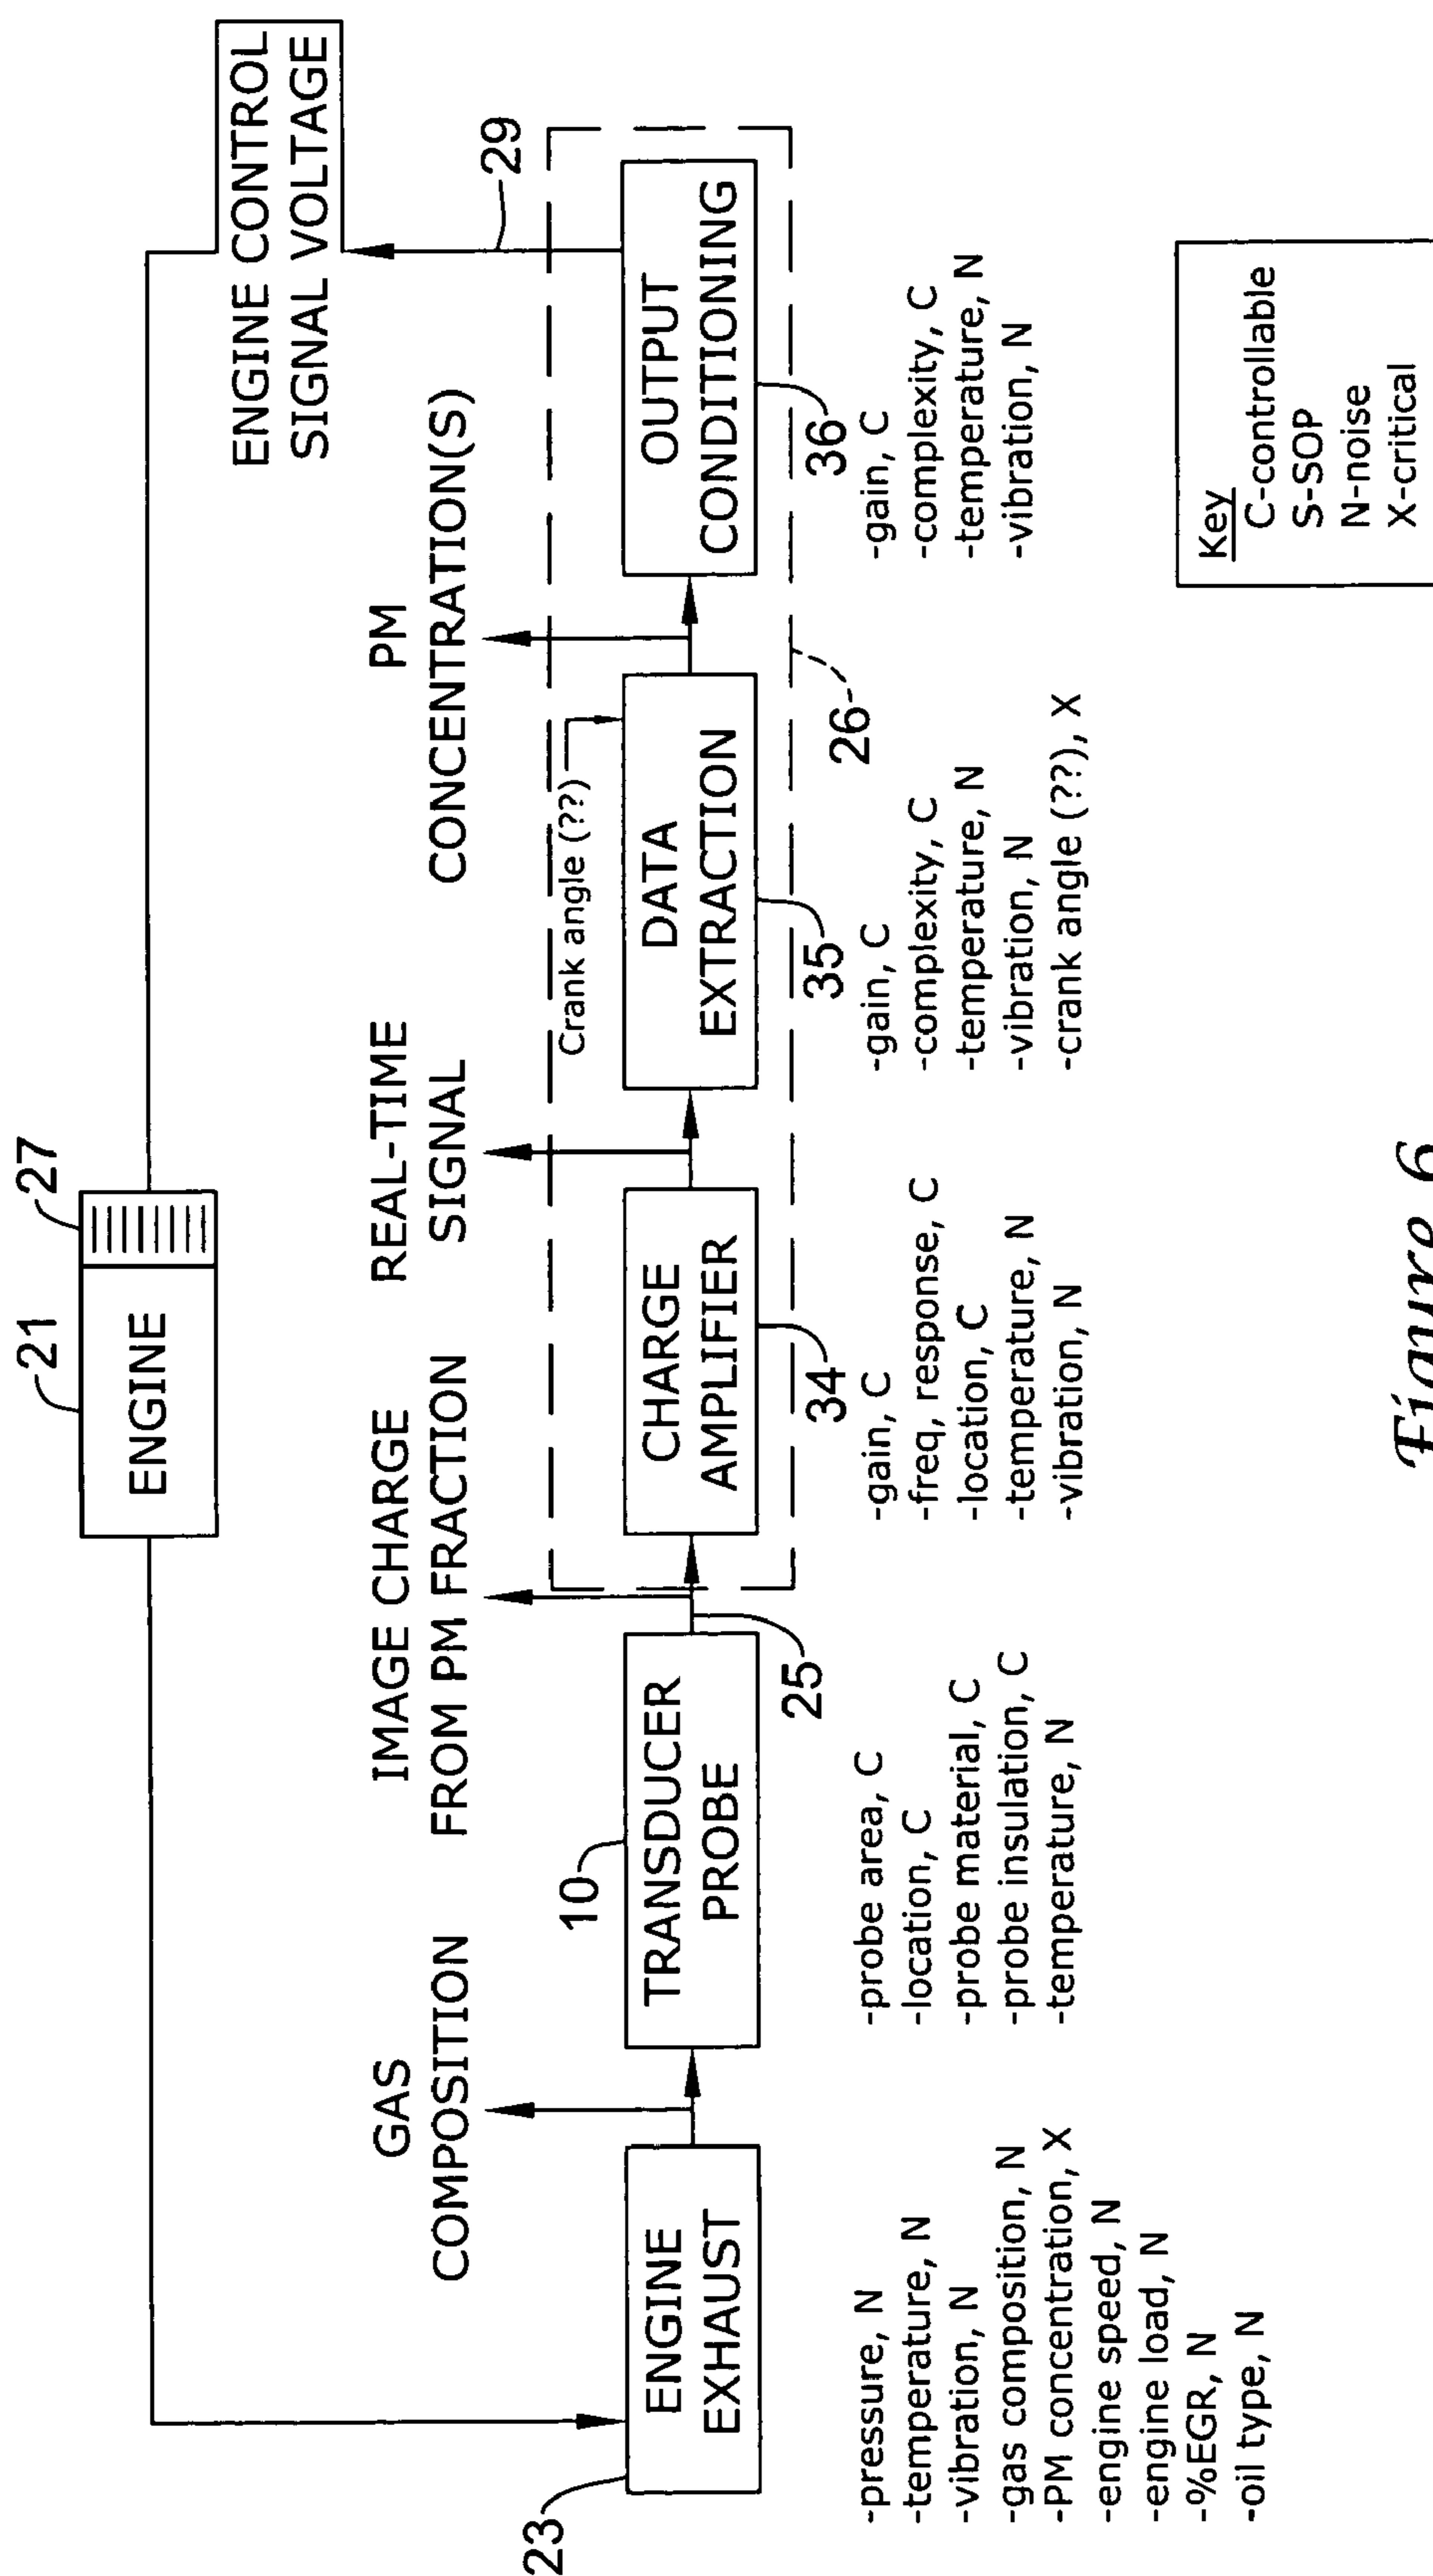 21
27
ENGINE
ENGINE CONTROL
SIGNAL VOLTAGE
GAS
COMPOSITION
IMAGE CHARGE
FROM PM FRACTION
REAL-TIME
SIGNAL
PM
CONCENTRATION(S)
29
Crank angle (??)
23
ENGINE
EXHAUST
10
TRANSDUCER
PROBE
25
CHARGE
AMPLIFIER
34
DATA
EXTRACTION
35
26
OUTPUT
CONDITIONING
36
-pressure, N
-temperature, N
-vibration, N
-gas composition, N
-PM concentration, X
-engine speed, N
-engine load, N
-%EGR, N
-oil type, N
-probe area, C
-location, C
-probe material, C
-probe insulation, C
-temperature, N
-gain, C
-freq, response, C
-location, C
-temperature, N
-vibration, N
-gain, C
-complexity, C
-temperature, N
-vibration, N
-crank angle (??), X
-gain, C
-complexity, C
-temperature, N
-vibration, N
Key
C-controllable
S-SOP
N-noise
X-critical
Figure 6